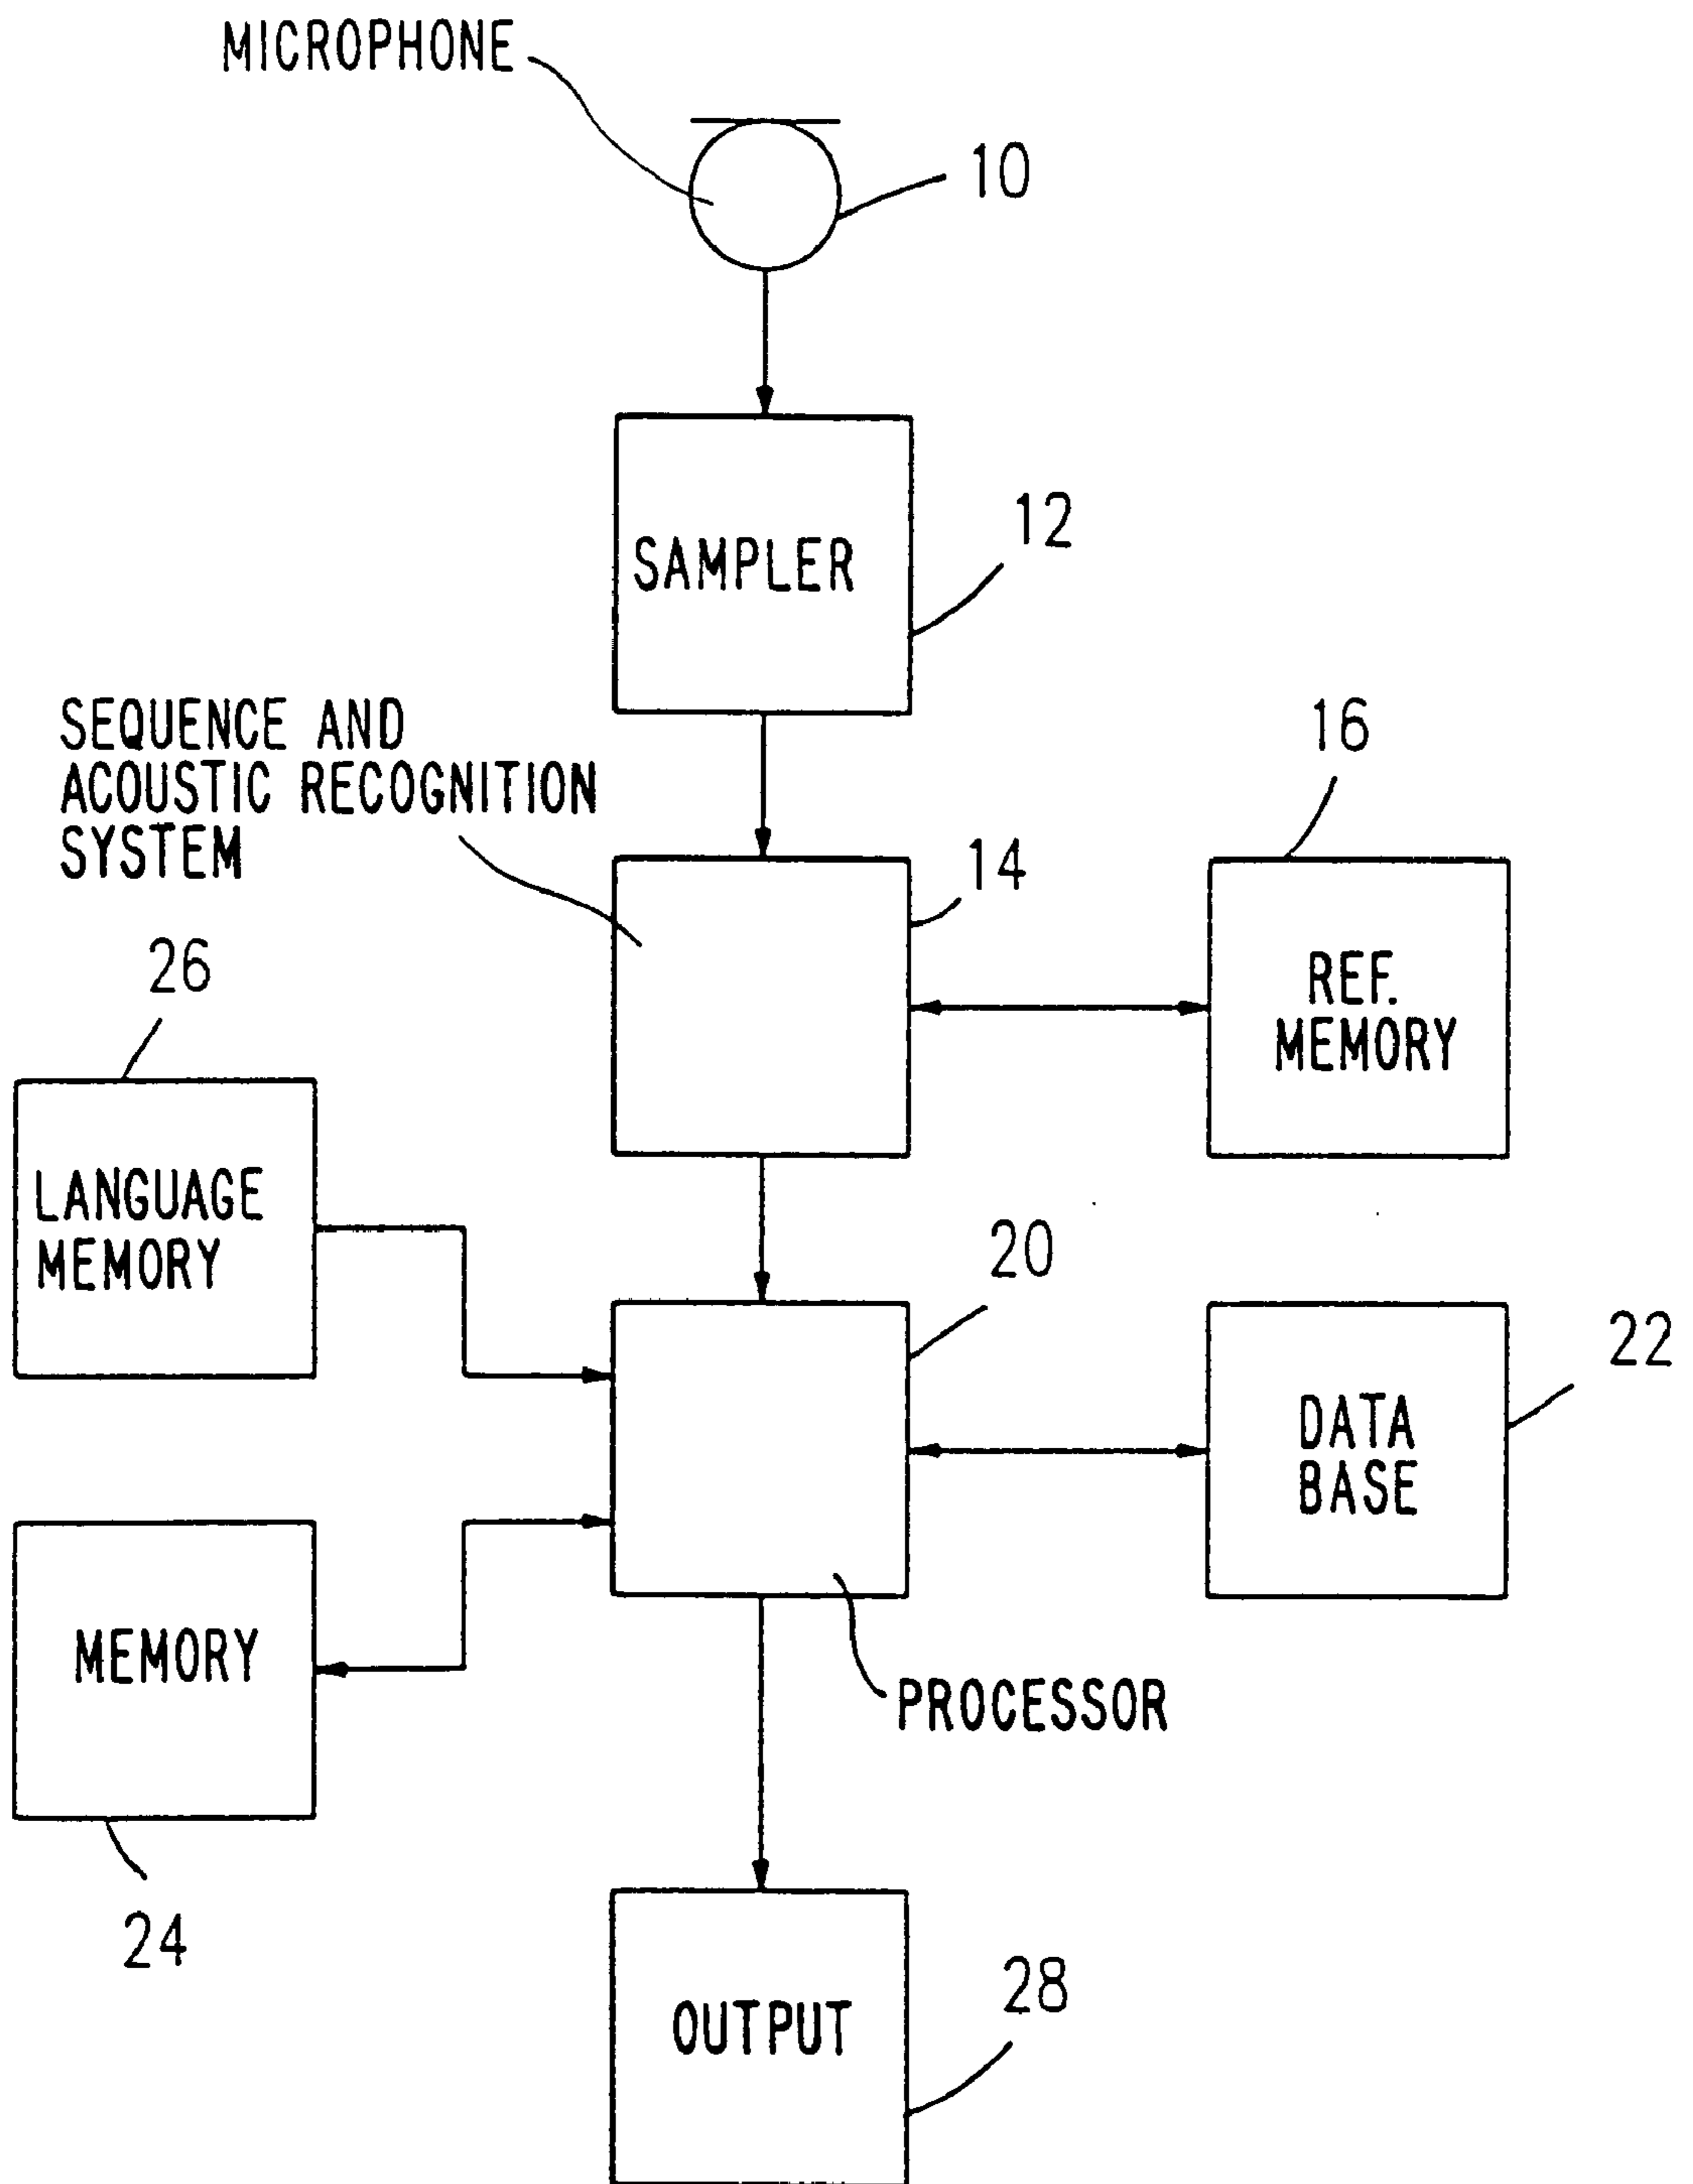 MICROPHONE
10
SAMPLER
12
SEQUENCE AND
ACOUSTIC RECOGNITION
SYSTEM
14
16
REF.
MEMORY
26
LANGUAGE
MEMORY
20
22
DATA
BASE
MEMORY
24
PROCESSOR
OUTPUT
28